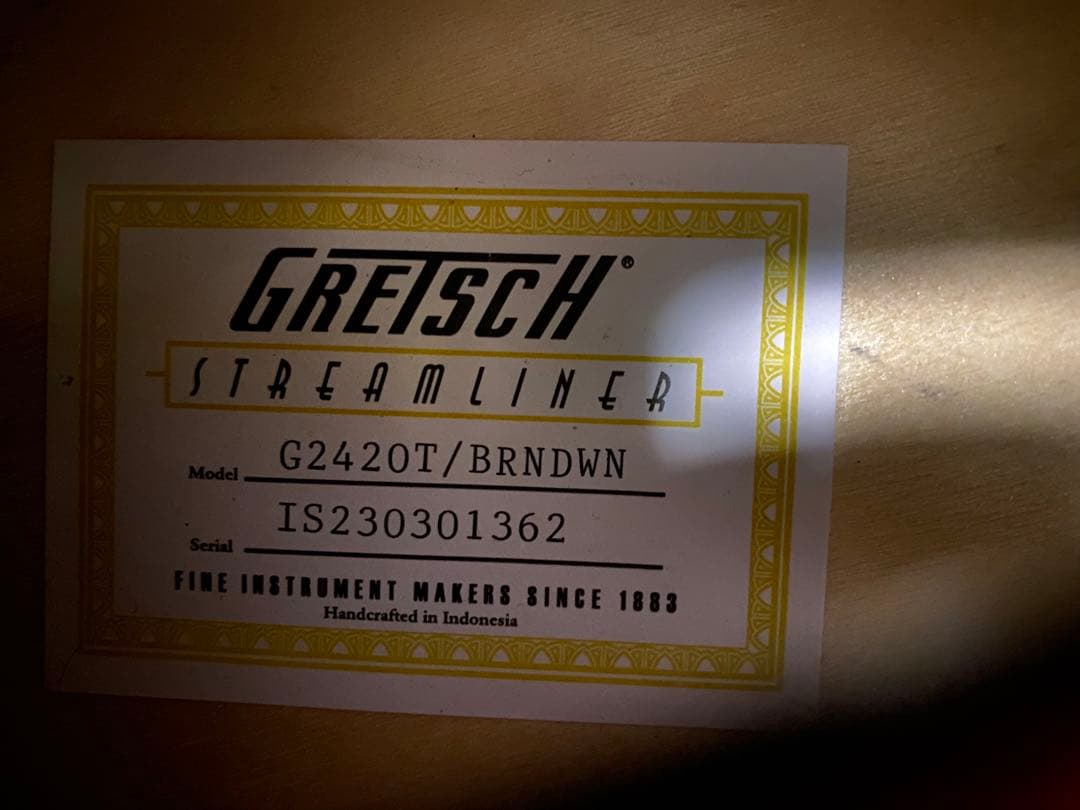 GRETSCH®
STREAMLINER
Model G2420T/BRNDWN
Serial IS230301362
FINE INSTRUMENT MAKERS SINCE 1883
Handcrafted in Indonesia